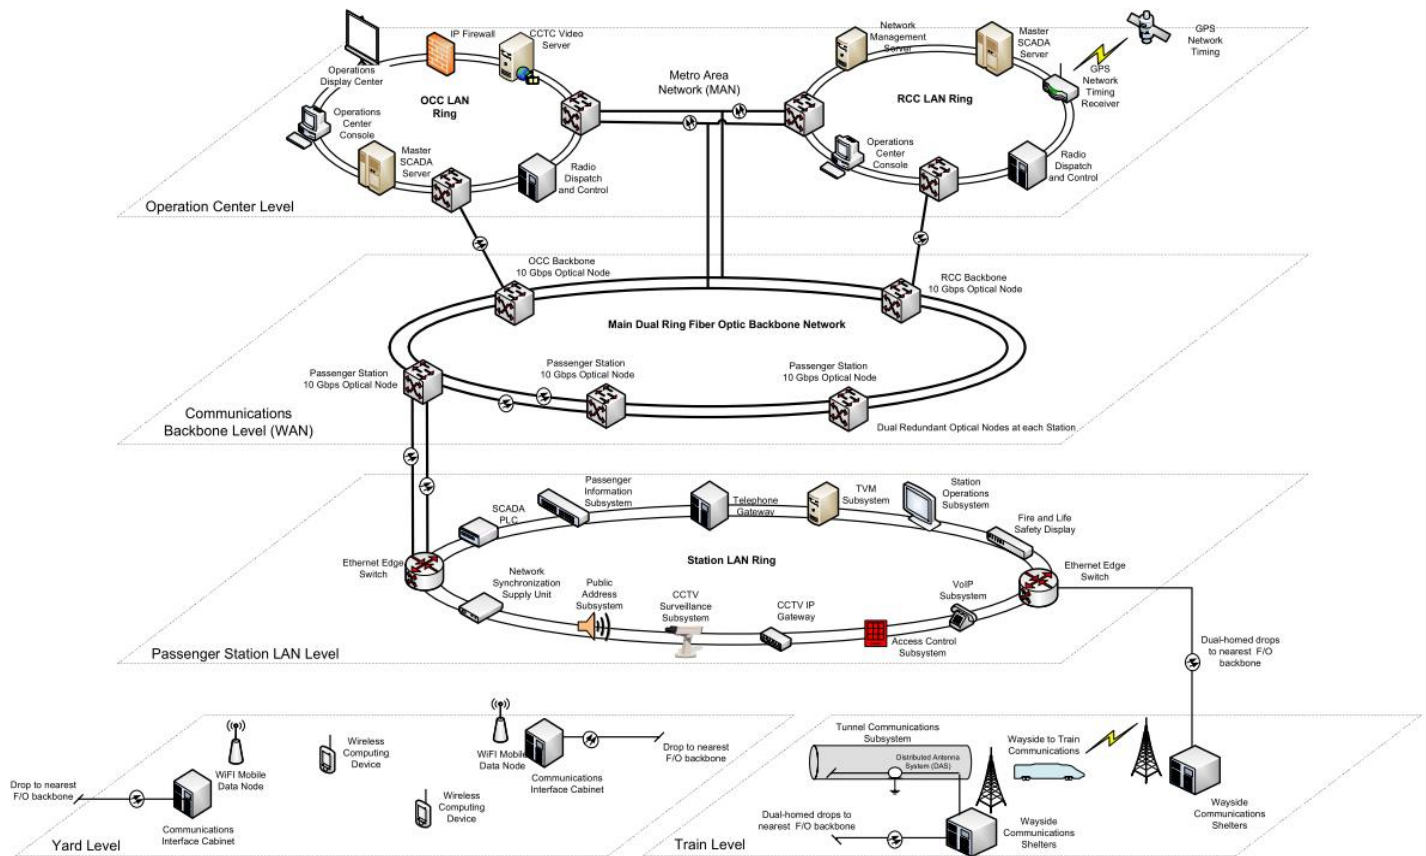 IP Firewall
CCTC Video
Server
Operations
Display Center
OCC LAN
Ring
Operations
Center
Console
Master
SCADA
Server
Radio
Dispatch
and Control
Metro Area
Network (MAN)
Network
Management
Server
Master
SCADA
Server
GPS
Network
Timing
GPS
Network
Timing
Receiver
RCC LAN Ring
Operations
Center
Console
Radio
Dispatch
and Control
Operation Center Level
OCC Backbone
10 Gbps Optical Node
RCC Backbone
10 Gbps Optical Node
Main Dual Ring Fiber Optic Backbone Network
Passenger Station
10 Gbps Optical Node
Passenger Station
10 Gbps Optical Node
Passenger Station
10 Gbps Optical Node
Dual Redundant Optical Nodes at each Station
Communications
Backbone Level (WAN)
SCADA
PLC
Passenger
Information
Subsystem
Telephone
Gateway
TVM
Subsystem
Station
Operations
Subsystem
Fire and Life
Safety Display
Ethernet Edge
Switch
Station LAN Ring
Ethernet Edge
Switch
Network
Synchronization
Supply Unit
Public
Address
Subsystem
CCTV
Surveillance
Subsystem
CCTV IP
Gateway
Access Control
Subsystem
VoIP
Subsystem
Passenger Station LAN Level
Dual-homed drops
to nearest F/O
backbone
Drop to nearest
F/O backbone
WiFI Mobile
Data Node
Communications
Interface Cabinet
Wireless
Computing
Device
Wireless
Computing
Device
WiFI Mobile
Data Node
Communications
Interface Cabinet
Drop to nearest
F/O backbone
Yard Level
Tunnel Communications
Subsystem
Distributed Antenna
System (DAS)
Wayside to Train
Communications
Dual-homed drops to
nearest F/O backbone
Wayside
Communications
Shelters
Wayside
Communications
Shelters
Train Level